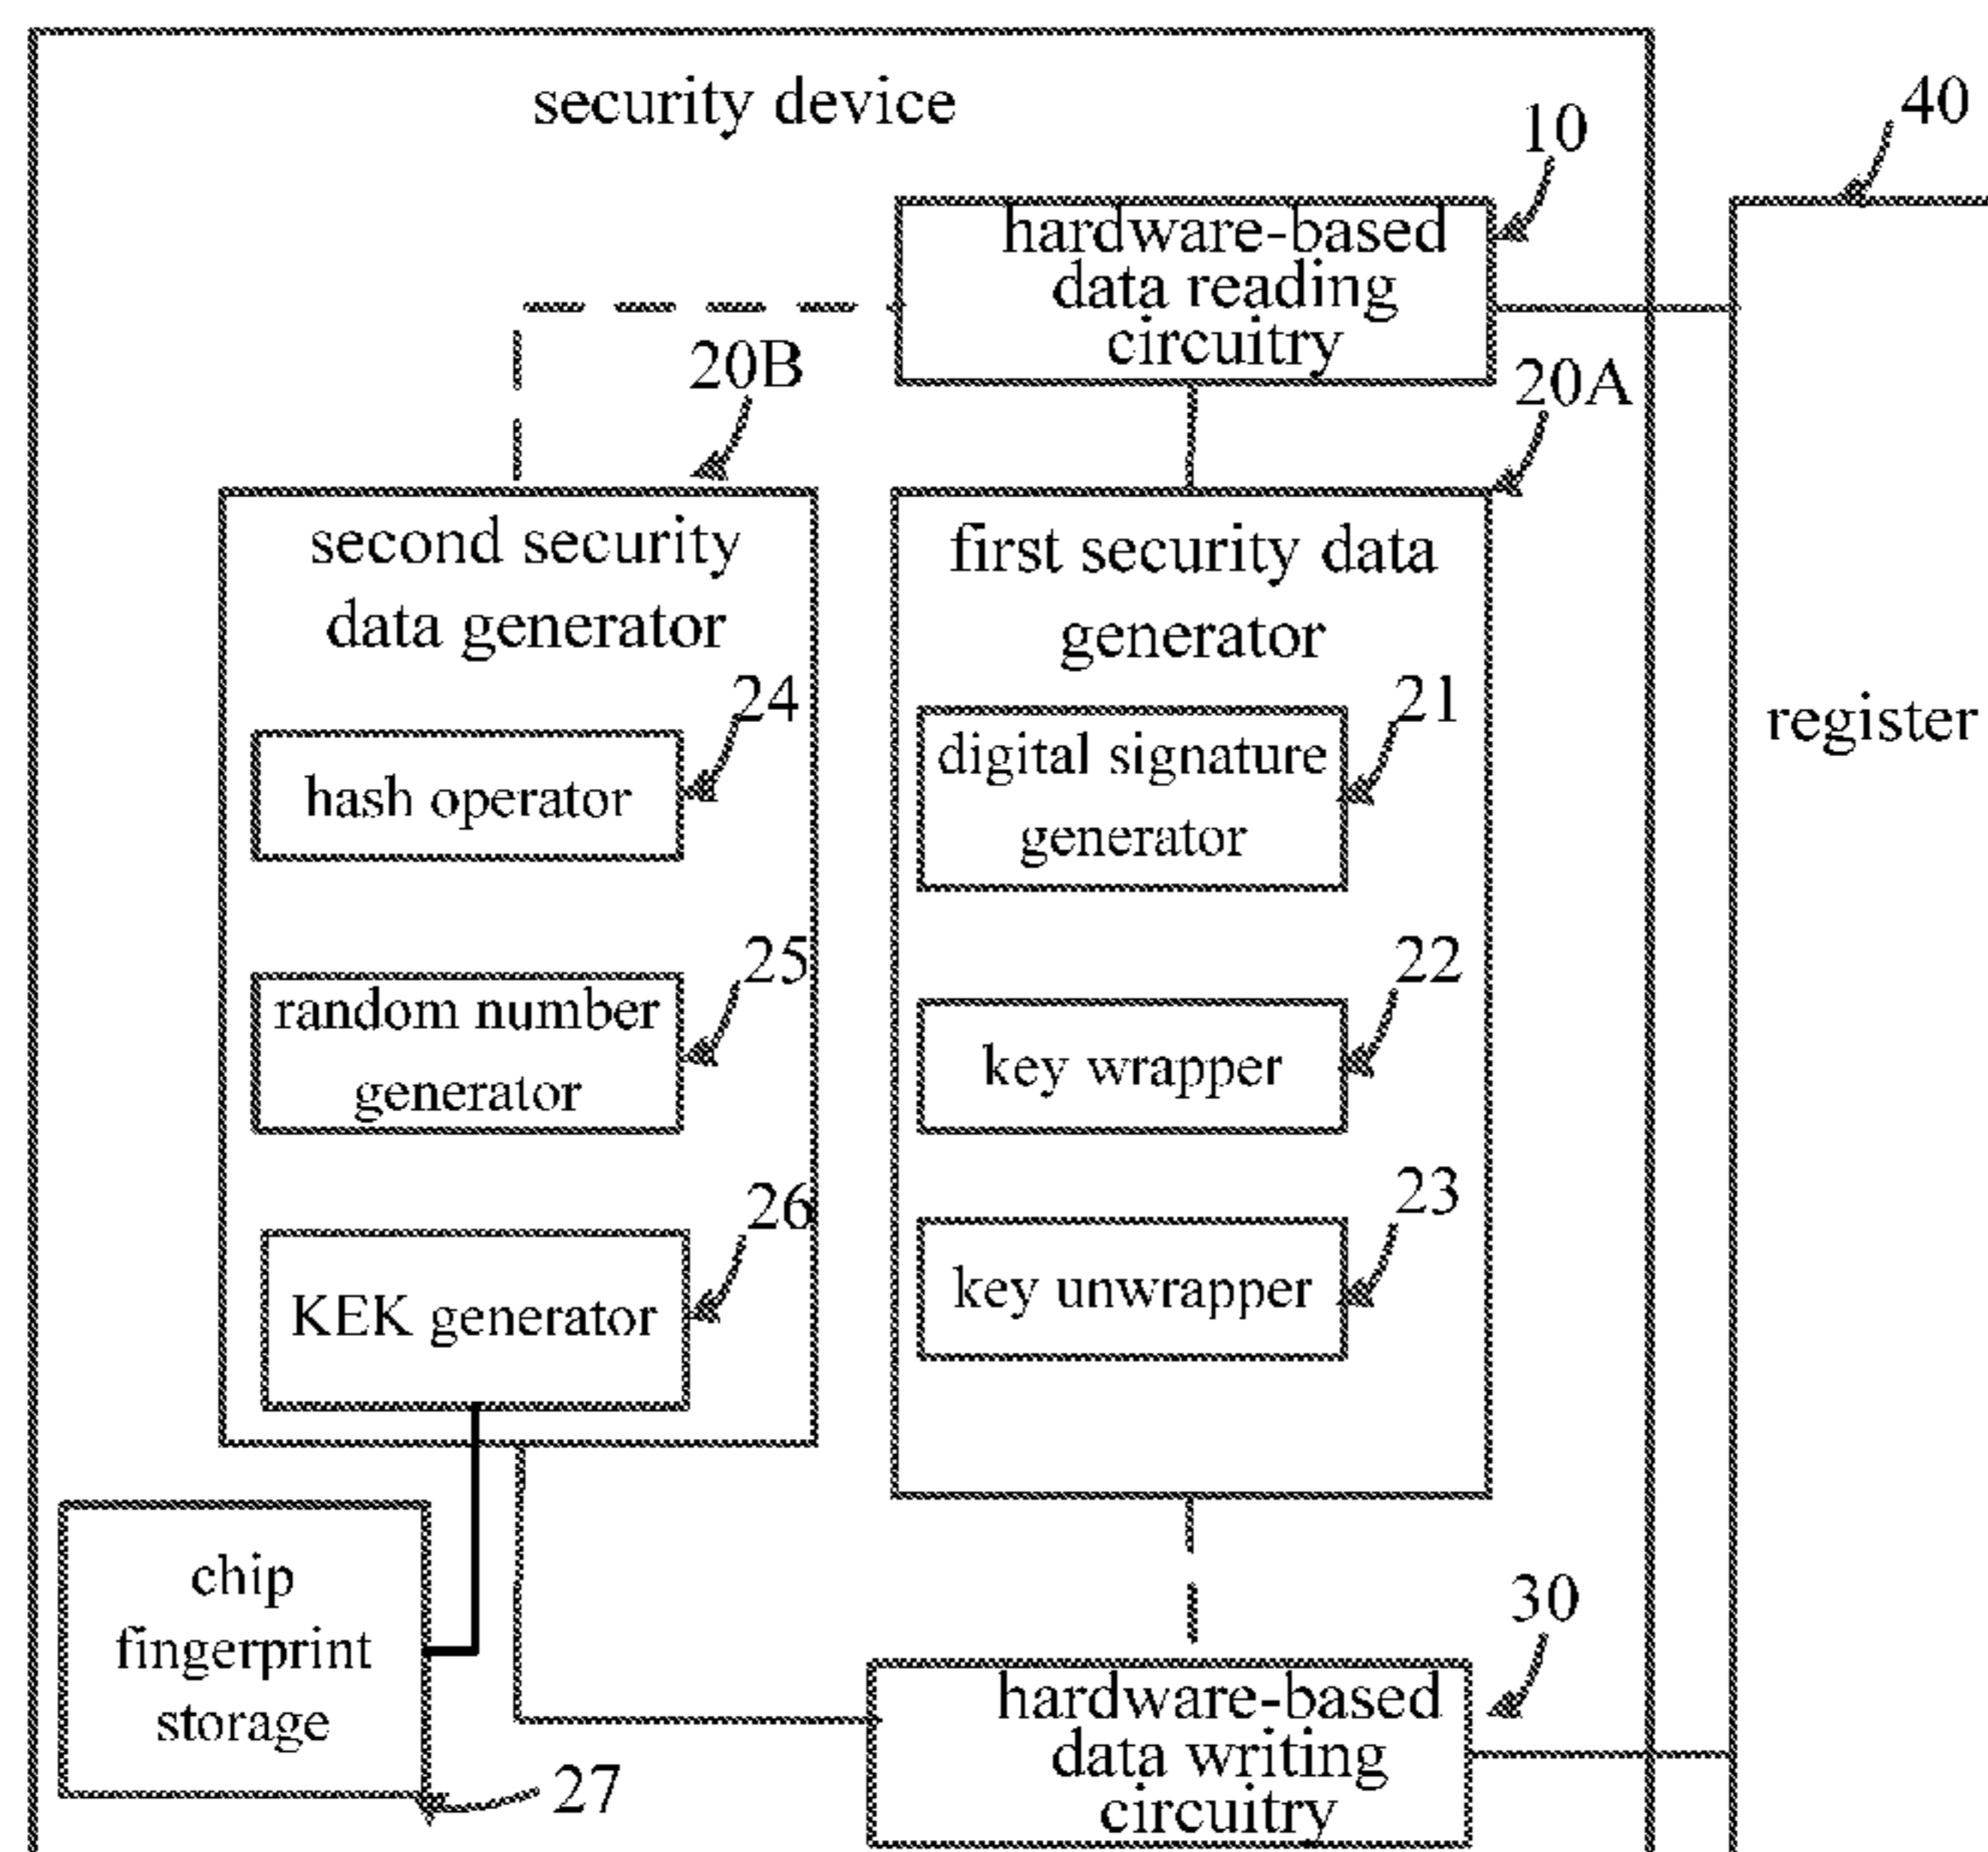 security device
10
40
hardware-based
data reading
circuitry
20B
20A
second security
data generator
first security data
generator
24
21
hash operator
digital signature
generator
register
25
22
random number
generator
key wrapper
26
23
KEK generator
key unwrapper
chip
fingerprint
storage
27
30
hardware-based
data writing
circuitry